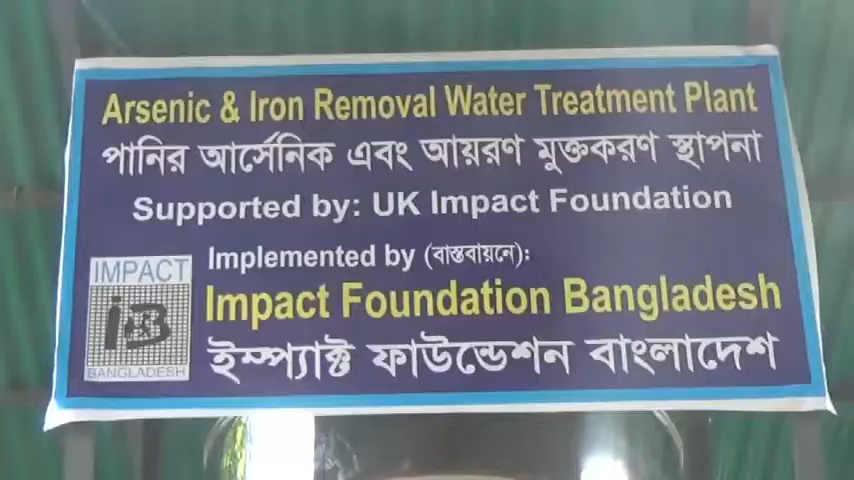 Arsenic & Iron Removal Water Treatment Plant
পানির আর্সেনিক এবং আয়রণ মুক্তকরণ স্থাপনা
Supported by: UK Impact Foundation
Implemented by (বাস্তবায়নে):
Impact Foundation Bangladesh
ইম্প্যাক্ট ফাউন্ডেশন বাংলাদেশ
IMPACT
iB
BANGLADESH